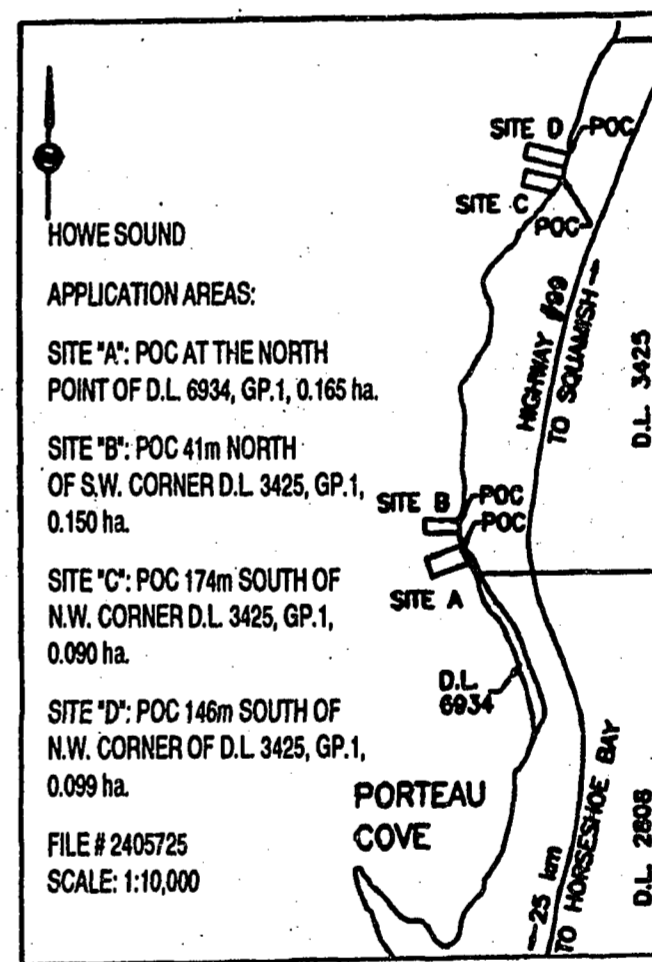 HOWE SOUND
APPLICATION AREAS:
SITE "A": POC AT THE NORTH
POINT OF D.L. 6934, GP.1, 0.165 ha.
SITE "B": POC 41m NORTH
OF S.W. CORNER D.L. 3425, GP.1,
0.150 ha.
SITE "C": POC 174m SOUTH OF
N.W. CORNER D.L. 3425, GP.1,
0.090 ha.
SITE "D": POC 146m SOUTH OF
N.W. CORNER OF D.L. 3425, GP.1,
0.099 ha.
FILE # 2405725
SCALE: 1:10,000
SITE D
POC
SITE C
POC
HIGHWAY #99
TO SQUAMISH
D.L. 3425
SITE B
POC
POC
SITE A
D.L.
6934
PORTEAU
COVE
25 km
TO HORSESHOE BAY
D.L. 2808